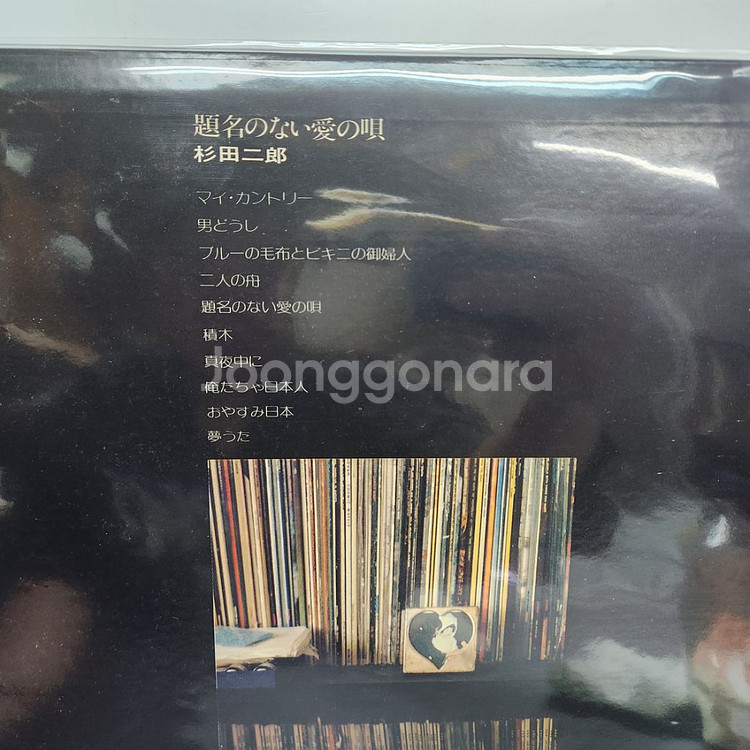 題名のない愛の唄
杉田二郎
マイ・カントリー
男どうし
ブルーの毛布とビキニの御婦人
二人の舟
題名のない愛の唄
積木
真夜中に
俺たちゃ日本人
おやすみ日本
夢うた
Joonggonara